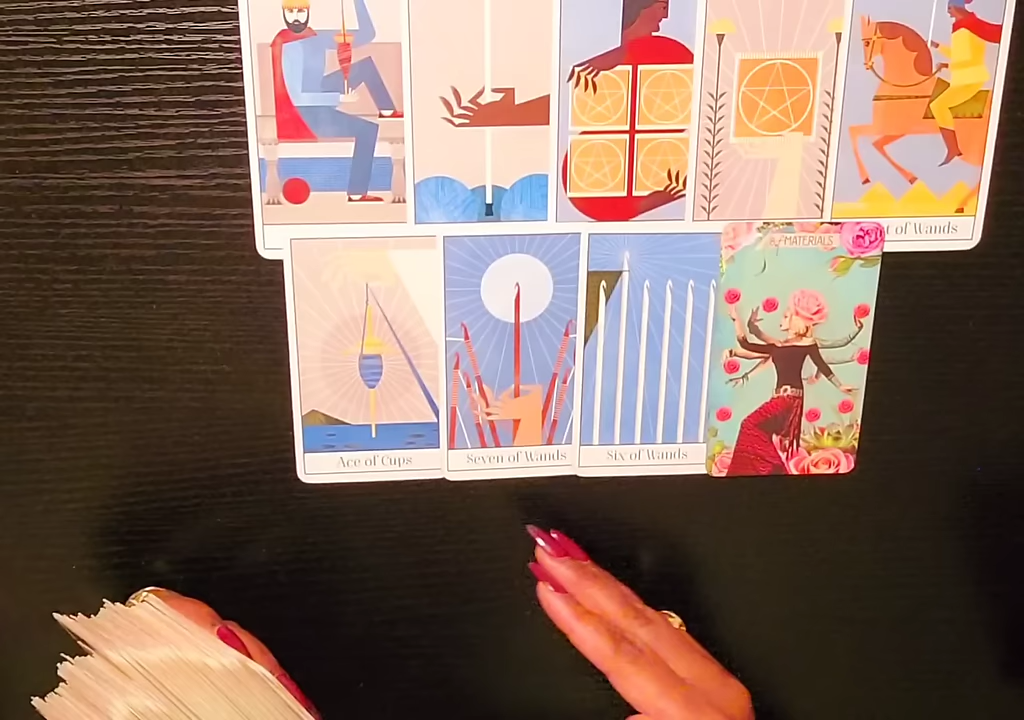 t of Wands
MATERIALS
Ace of Cups
Seven of Wands
Six of Wands